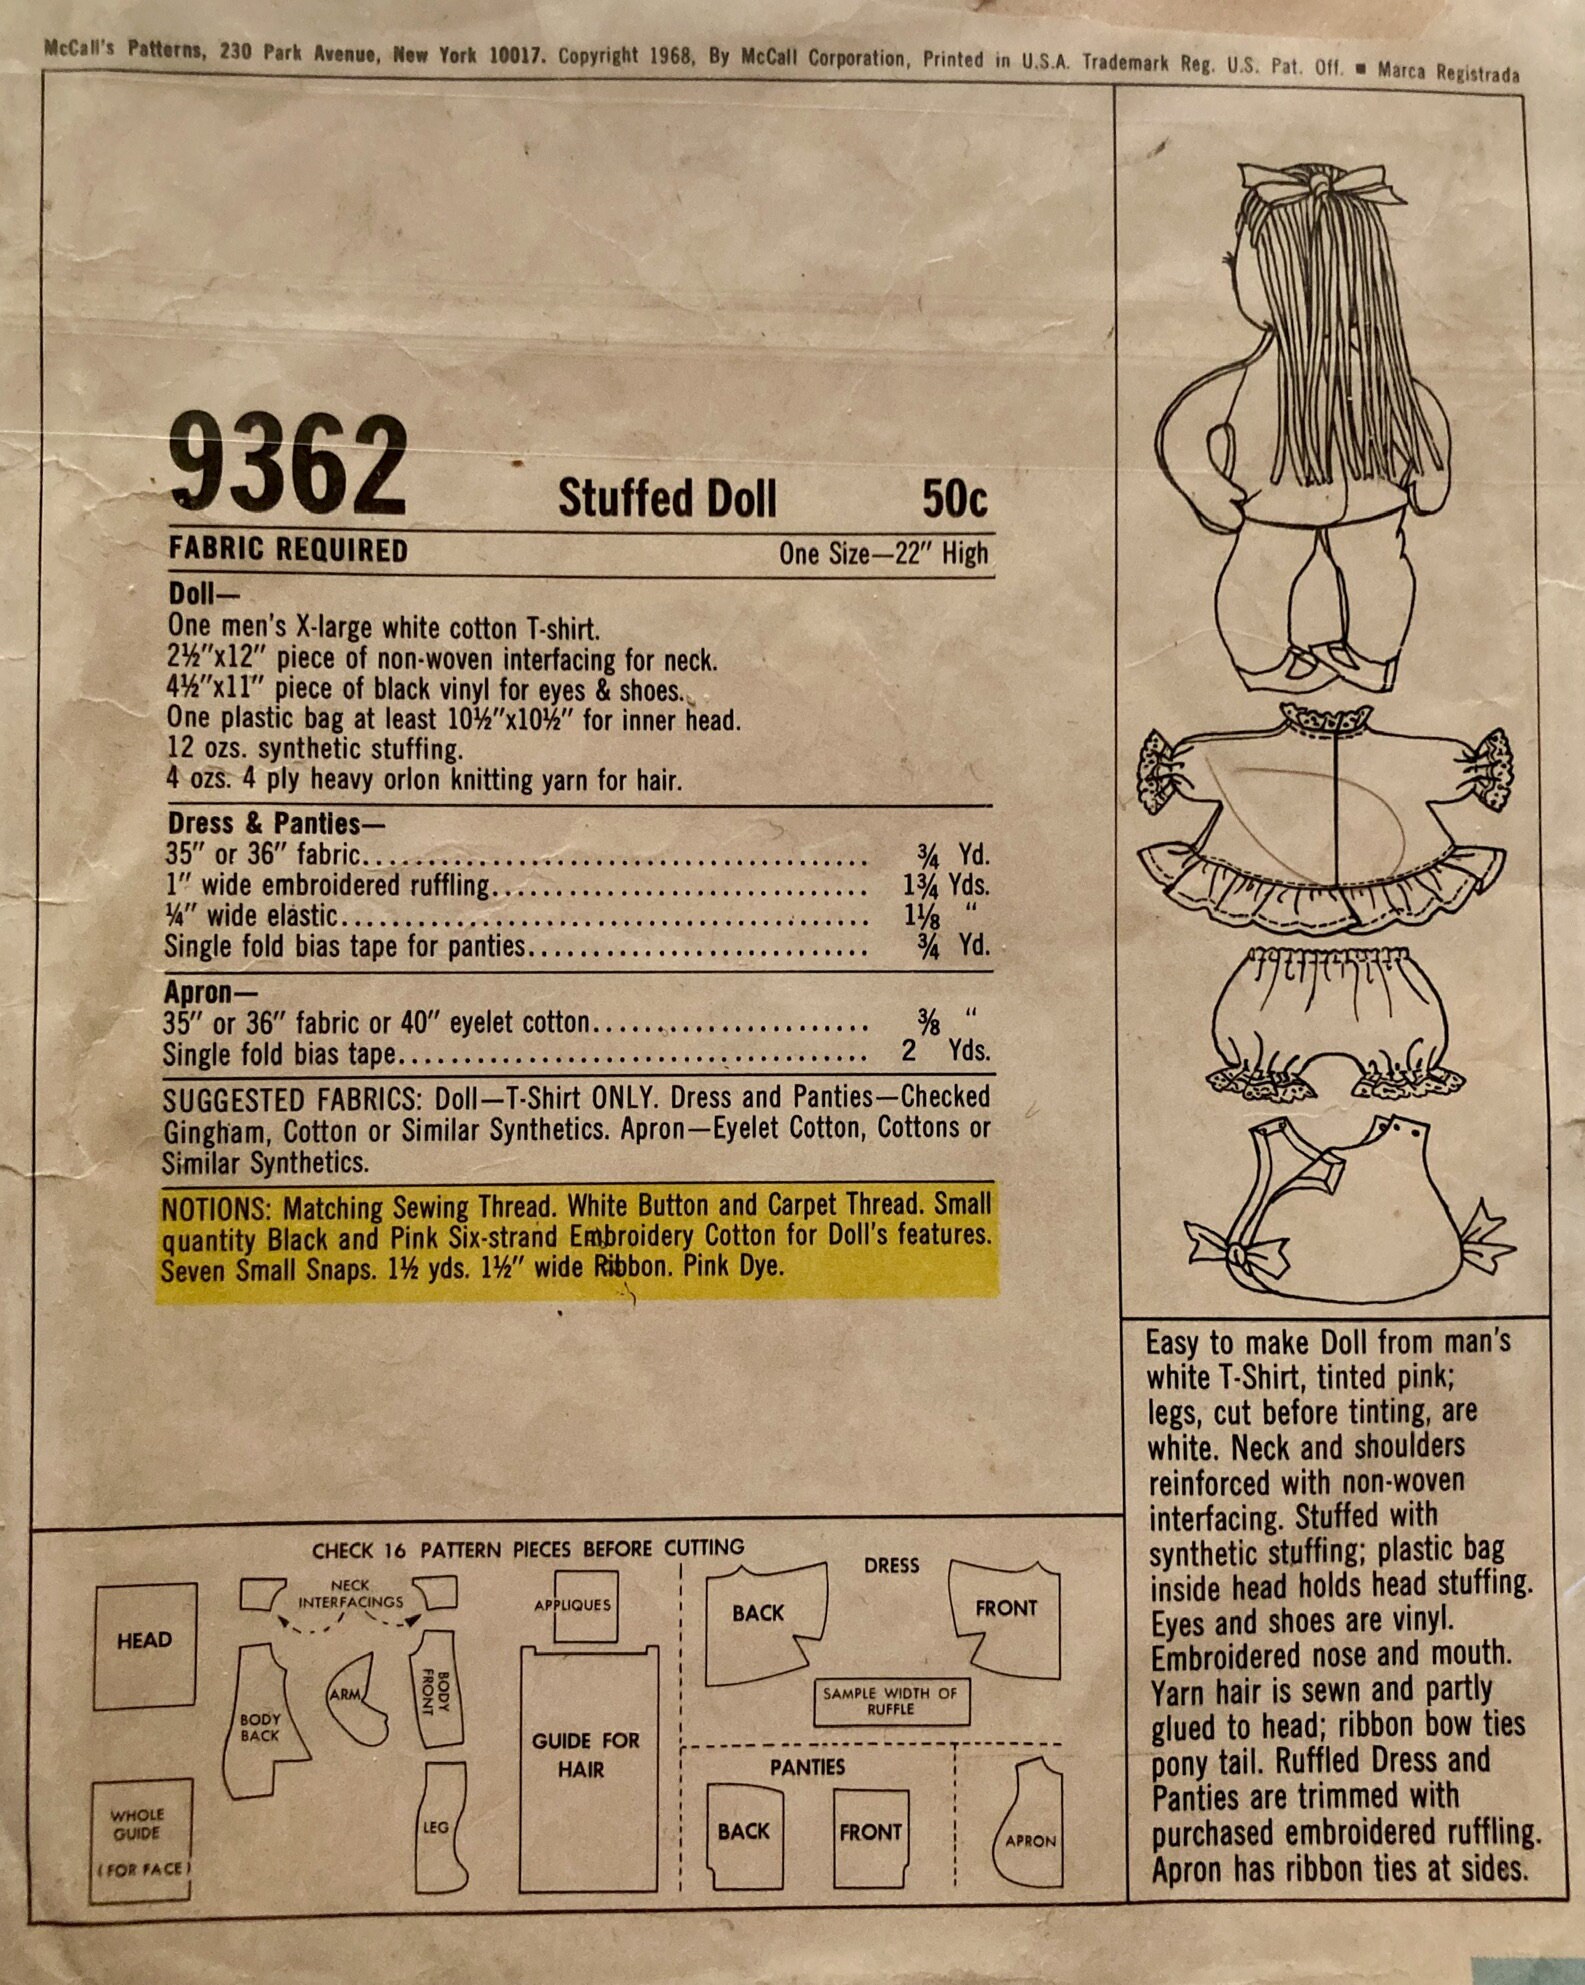 McCall's Patterns, 230 Park Avenue, New York 10017. Copyright 1968, By McCall Corporation, Printed in U.S.A. Trademark Reg. U.S. Pat. Off. ■ Marca Registrada
9362 Stuffed Doll 50c
FABRIC REQUIRED One Size—22" High
Doll—
One men's X-large white cotton T-shirt.
2½"x12" piece of non-woven interfacing for neck.
4½"x11" piece of black vinyl for eyes & shoes.
One plastic bag at least 10½"x10½" for inner head.
12 ozs. synthetic stuffing.
4 ozs. 4 ply heavy orlon knitting yarn for hair.
Dress & Panties—
35" or 36" fabric........................................ ¾ Yd.
1" wide embroidered ruffling.............................. 1¾ Yds.
¼" wide elastic.......................................... 1⅛ "
Single fold bias tape for panties........................... ¾ Yd.
Apron—
35" or 36" fabric or 40" eyelet cotton...................... ⅜ "
Single fold bias tape..................................... 2 Yds.
SUGGESTED FABRICS: Doll—T-Shirt ONLY. Dress and Panties—Checked
Gingham, Cotton or Similar Synthetics. Apron—Eyelet Cotton, Cottons or
Similar Synthetics.
NOTIONS: Matching Sewing Thread. White Button and Carpet Thread. Small
quantity Black and Pink Six-strand Embroidery Cotton for Doll's features.
Seven Small Snaps. 1½ yds. 1½" wide Ribbon. Pink Dye.
Easy to make Doll from man's
white T-Shirt, tinted pink;
legs, cut before tinting, are
white. Neck and shoulders
reinforced with non-woven
interfacing. Stuffed with
synthetic stuffing; plastic bag
inside head holds head stuffing.
Eyes and shoes are vinyl.
Embroidered nose and mouth.
Yarn hair is sewn and partly
glued to head; ribbon bow ties
pony tail. Ruffled Dress and
Panties are trimmed with
purchased embroidered ruffling.
Apron has ribbon ties at sides.
CHECK 16 PATTERN PIECES BEFORE CUTTING
HEAD
NECK
INTERFACINGS
BODY
BACK
ARM
BODY
FRONT
LEG
WHOLE
GUIDE
(FOR FACE)
APPLIQUES
GUIDE FOR
HAIR
DRESS
BACK
FRONT
SAMPLE WIDTH OF
RUFFLE
PANTIES
BACK
FRONT
APRON